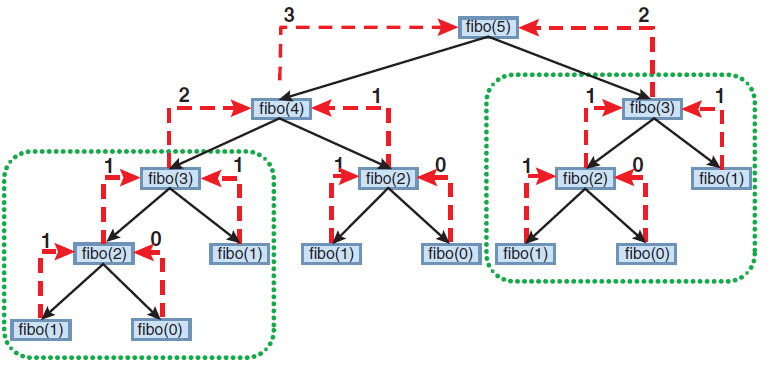 3 fibo(5) 2
2 fibo(4) 1 1 fibo(3) 1
1 fibo(3) 1 1 fibo(2) 0 1 fibo(2) 0 fibo(1)
1 fibo(2) 0 fibo(1) fibo(1) fibo(0) fibo(1) fibo(0)
fibo(1) fibo(0)